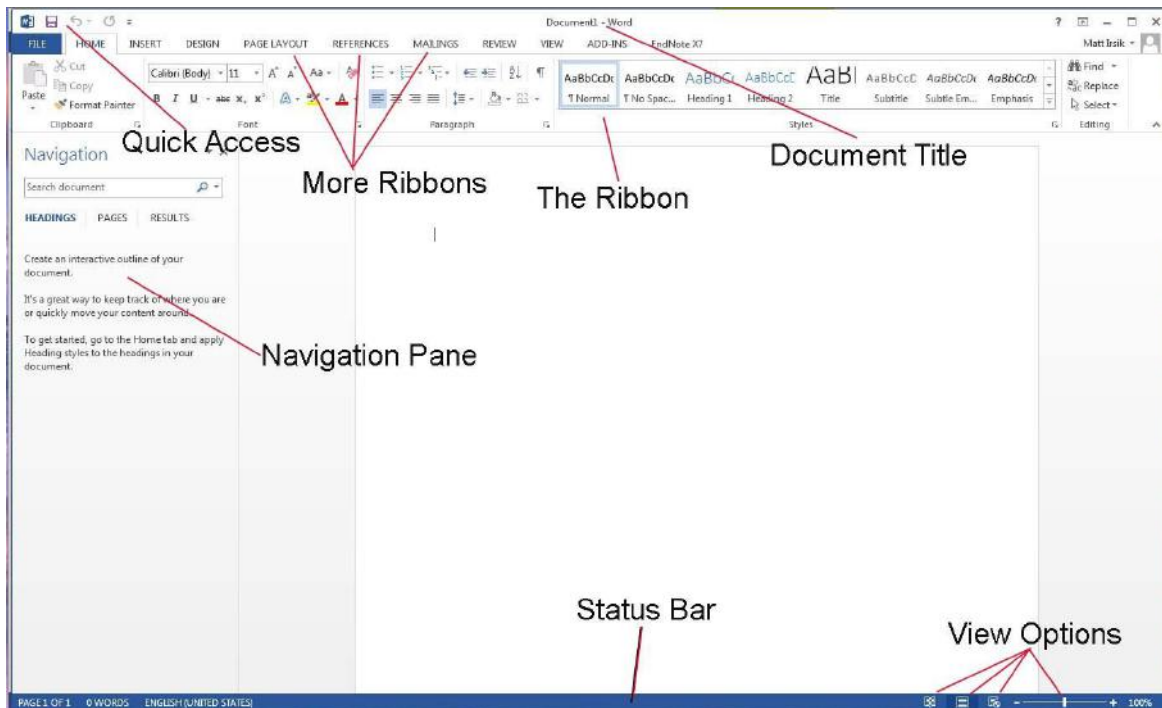 Document1 - Word
FILE HOME INSERT DESIGN PAGE LAYOUT REFERENCES MAILINGS REVIEW VIEW ADD-INS EndNote X7 Matt Irsik
Cut
Copy
Paste
Format Painter
Calibri (Body) 11
B I U abc X₂ X²
AaBbCcDc AaBbCcDc AaBbCc AaBbCcC AaB AaBbCcC AaBbCcDc AaBbCcDc
¶ Normal ¶ No Spac... Heading 1 Heading 2 Title Subtitle Subtle Em... Emphasis
Find
Replace
Select
Clipboard Font Paragraph Styles Editing
Quick Access
More Ribbons
The Ribbon
Document Title
Navigation
Search document
HEADINGS PAGES RESULTS
Create an interactive outline of your
document.
It's a great way to keep track of where you are
or quickly move your content around.
To get started, go to the Home tab and apply
Heading styles to the headings in your
document.
Navigation Pane
Status Bar
View Options
PAGE 1 OF 1 0 WORDS ENGLISH (UNITED STATES) 100%